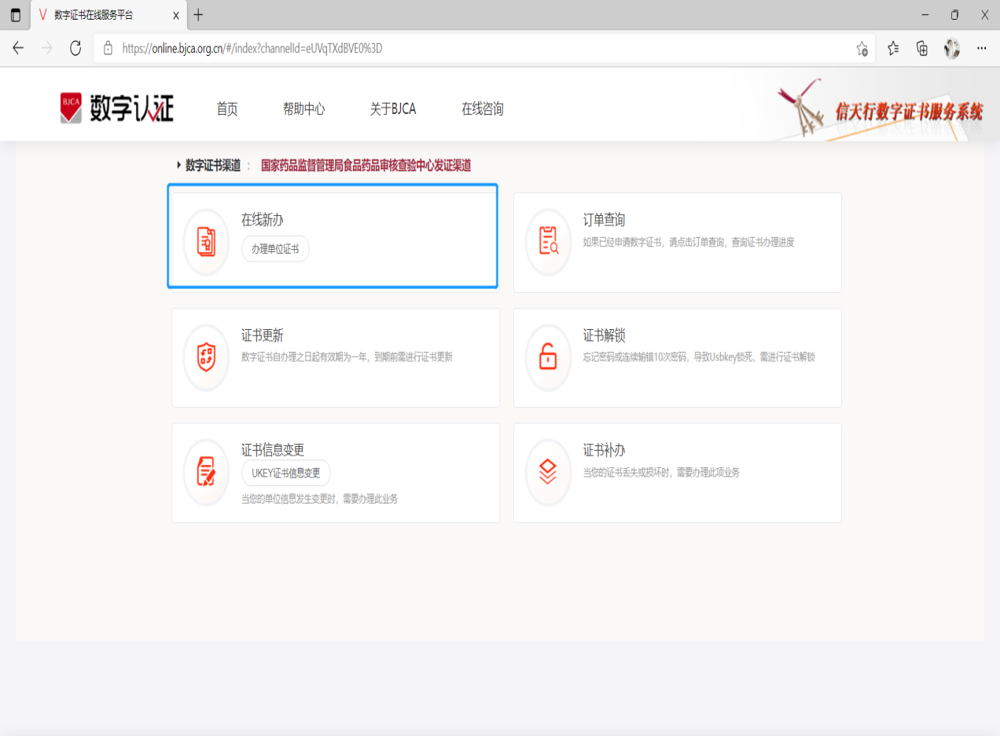 数字证书在线服务平台
https://online.bjca.org.cn/#/index?channelId=eUVqTXdBVE0%3D
BJCA 数字认证 首页 帮助中心 关于BJCA 在线咨询 信天行数字证书服务系统
数字证书渠道 : 国家药品监督管理局食品药品审核查验中心发证渠道
在线新办
办理单位证书
订单查询
如果已经申请数字证书，请点击订单查询，查询证书办理进度
证书更新
数字证书自办理之日起有效期为一年，到期前需进行证书更新
证书解锁
忘记密码或连续输错10次密码，导致Usbkey锁死，需进行证书解锁
证书信息变更
UKEY证书信息变更
当您的单位信息发生变更时，需要办理此业务
证书补办
当您的证书丢失或损坏时，需要办理此项业务